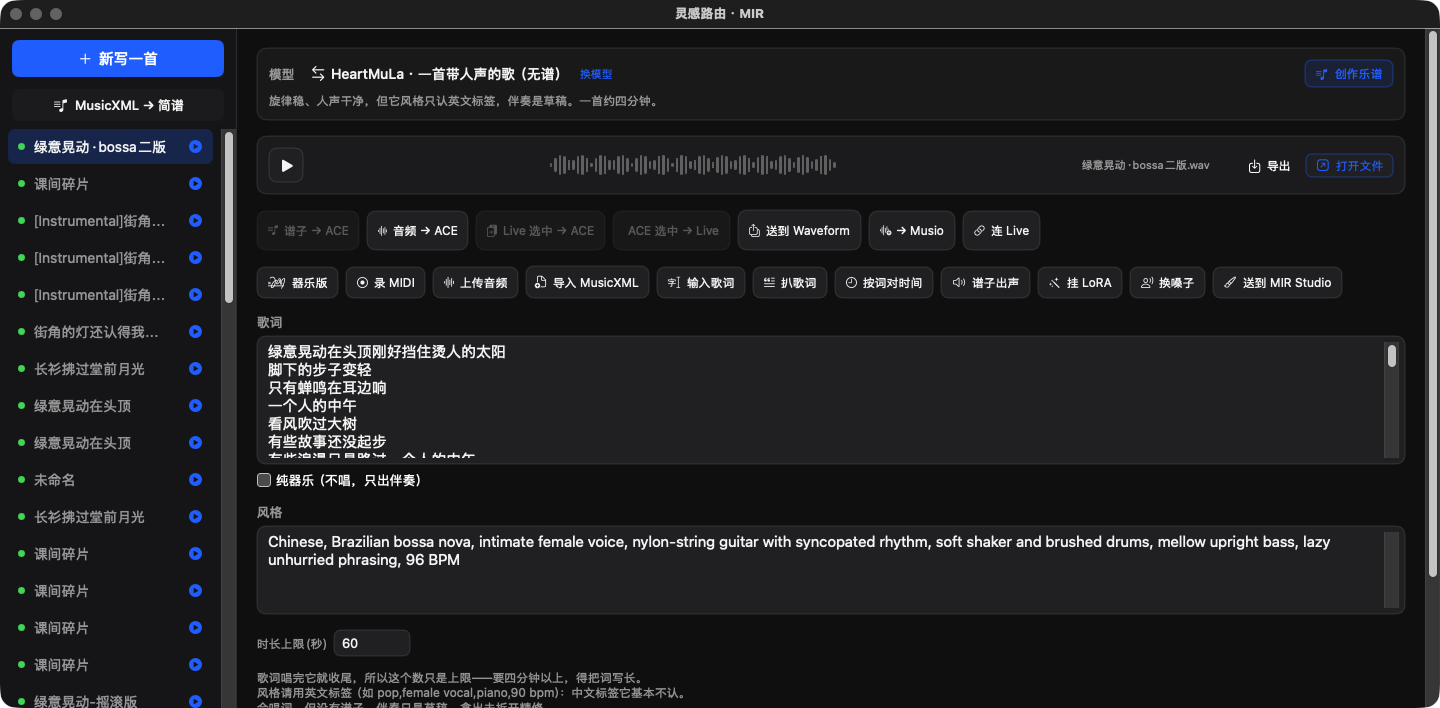 灵感路由 · MIR
＋ 新写一首
MusicXML → 简谱
绿意晃动·bossa二版
课间碎片
[Instrumental]街角…
[Instrumental]街角…
[Instrumental]街角…
街角的灯还认得我…
长衫拂过堂前月光
绿意晃动在头顶
绿意晃动在头顶
未命名
长衫拂过堂前月光
课间碎片
课间碎片
课间碎片
课间碎片
绿意晃动-摇滚版
模型 HeartMuLa · 一首带人声的歌（无谱） 换模型
创作乐谱
旋律稳、人声干净，但它风格只认英文标签，伴奏是草稿。一首约四分钟。
绿意晃动·bossa二版.wav 导出 打开文件
谱子 → ACE 音频 → ACE Live 选中 → ACE ACE 选中 → Live 送到 Waveform → Musio 连 Live
器乐版 录 MIDI 上传音频 导入 MusicXML 输入歌词 扒歌词 按词对时间 谱子出声 挂 LoRA 换嗓子 送到 MIR Studio
歌词
绿意晃动在头顶刚好挡住烫人的太阳
脚下的步子变轻
只有蝉鸣在耳边响
一个人的中午
看风吹过大树
有些故事还没起步
有些浪漫只是路过，一个人的中午
纯器乐（不唱，只出伴奏）
风格
Chinese, Brazilian bossa nova, intimate female voice, nylon-string guitar with syncopated rhythm, soft shaker and brushed drums, mellow upright bass, lazy
unhurried phrasing, 96 BPM
时长上限(秒) 60
歌词唱完它就收尾，所以这个数只是上限——要四分钟以上，得把词写长。
风格请用英文标签（如 pop,female vocal,piano,90 bpm）：中文标签它基本不认。